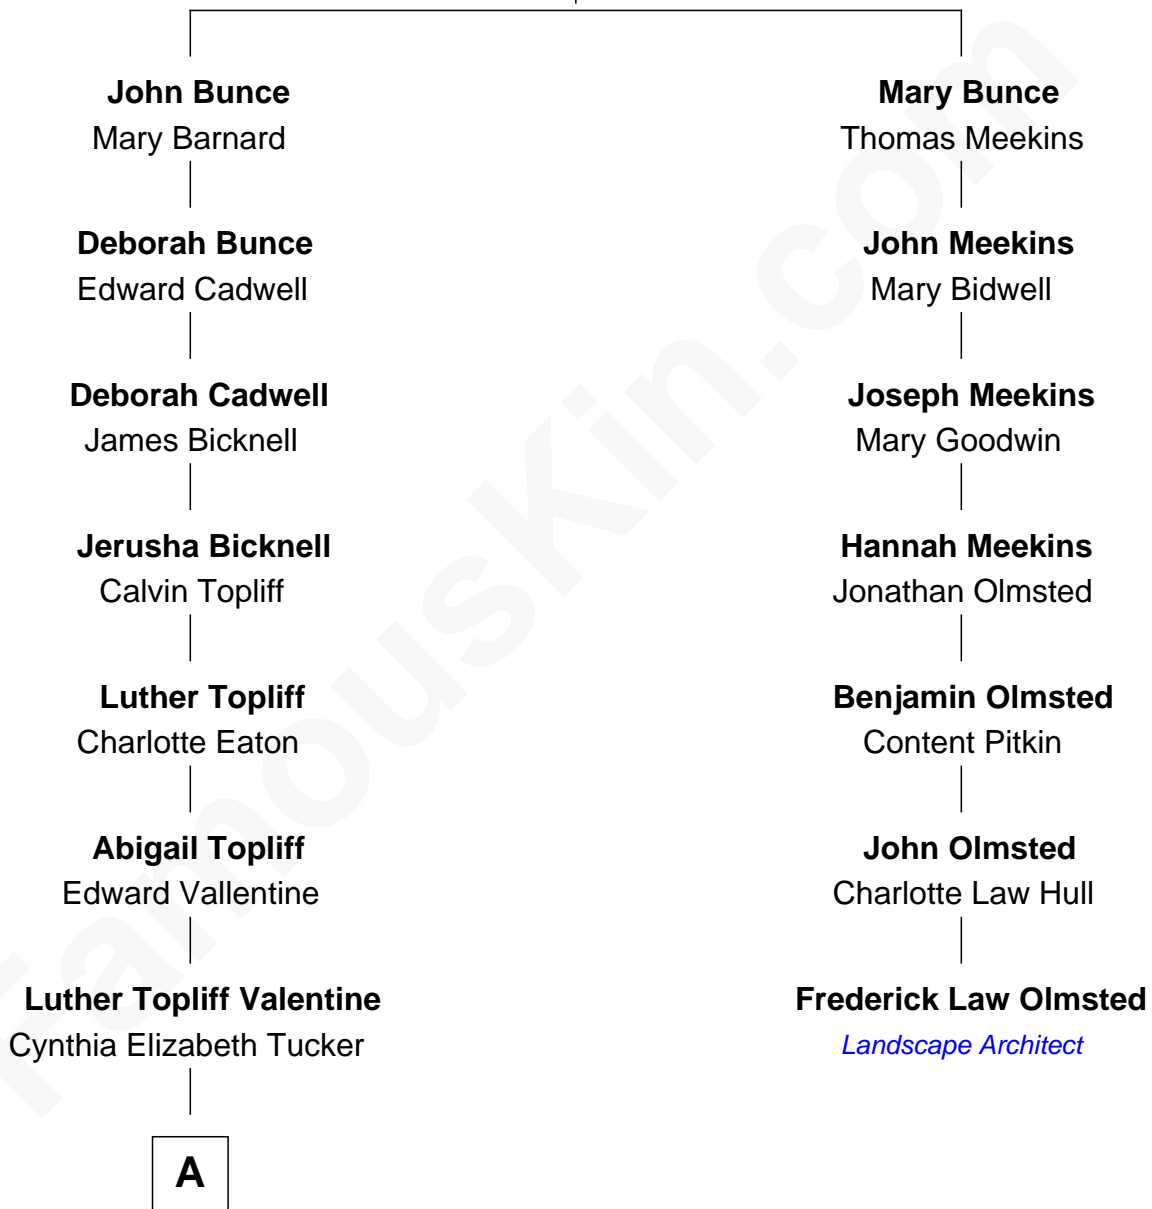 John Bunce
Mary Barnard
Deborah Bunce
Edward Cadwell
Deborah Cadwell
James Bicknell
Jerusha Bicknell
Calvin Topliff
Luther Topliff
Charlotte Eaton
Abigail Topliff
Edward Vallentine
Luther Topliff Valentine
Cynthia Elizabeth Tucker
A
Mary Bunce
Thomas Meekins
John Meekins
Mary Bidwell
Joseph Meekins
Mary Goodwin
Hannah Meekins
Jonathan Olmsted
Benjamin Olmsted
Content Pitkin
John Olmsted
Charlotte Law Hull
Frederick Law Olmsted
Landscape Architect
FamousKin.com